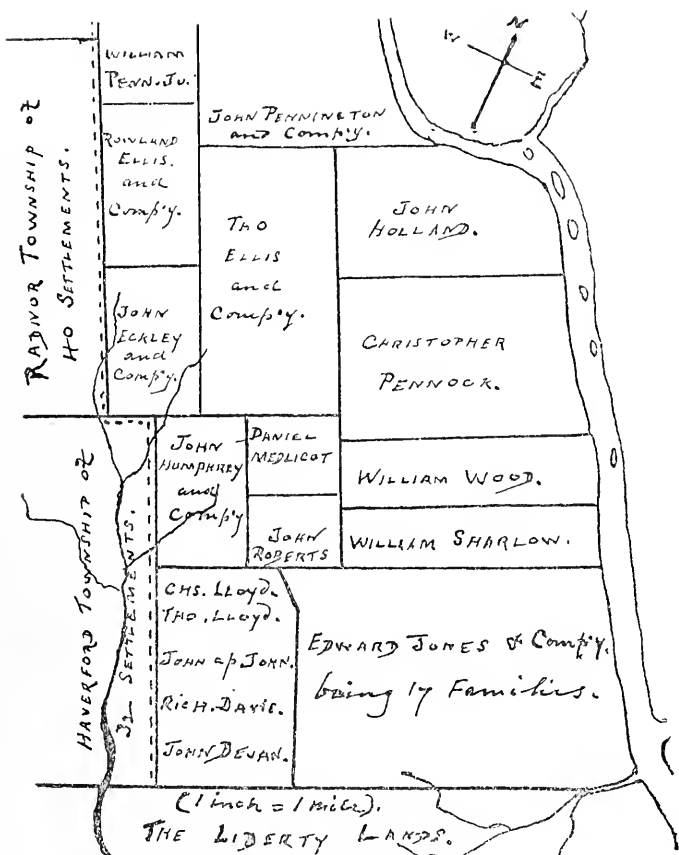 N
W
E
WILLIAM
PENN. JU.
JOHN PENNINGTON
and Comp'y.
ROWLAND
ELLIS.
and
Comp'y.
RADNOR TOWNSHIP of
40 SETTLEMENTS.
THO
ELLIS
and
Comp'y.
JOHN
HOLLAND.
JOHN
ECKLEY
and
Comp'y.
CHRISTOPHER
PENNOCK.
JOHN
HUMPHREY
and
Comp'y
DANIEL
MEDLICOT
WILLIAM WOOD.
JOHN
ROBERTS
WILLIAM SHARLOW.
HAVERFORD TOWNSHIP of
32 SETTLEMENTS.
CHS. LLOYD.
THO. LLOYD.
JOHN ap JOHN.
RICH. DAVIE.
JOHN DEVAN.
EDWARD JONES & Comp'y.
being 17 Families.
(1 inch = 1 mile).
THE LIBERTY LANDS.